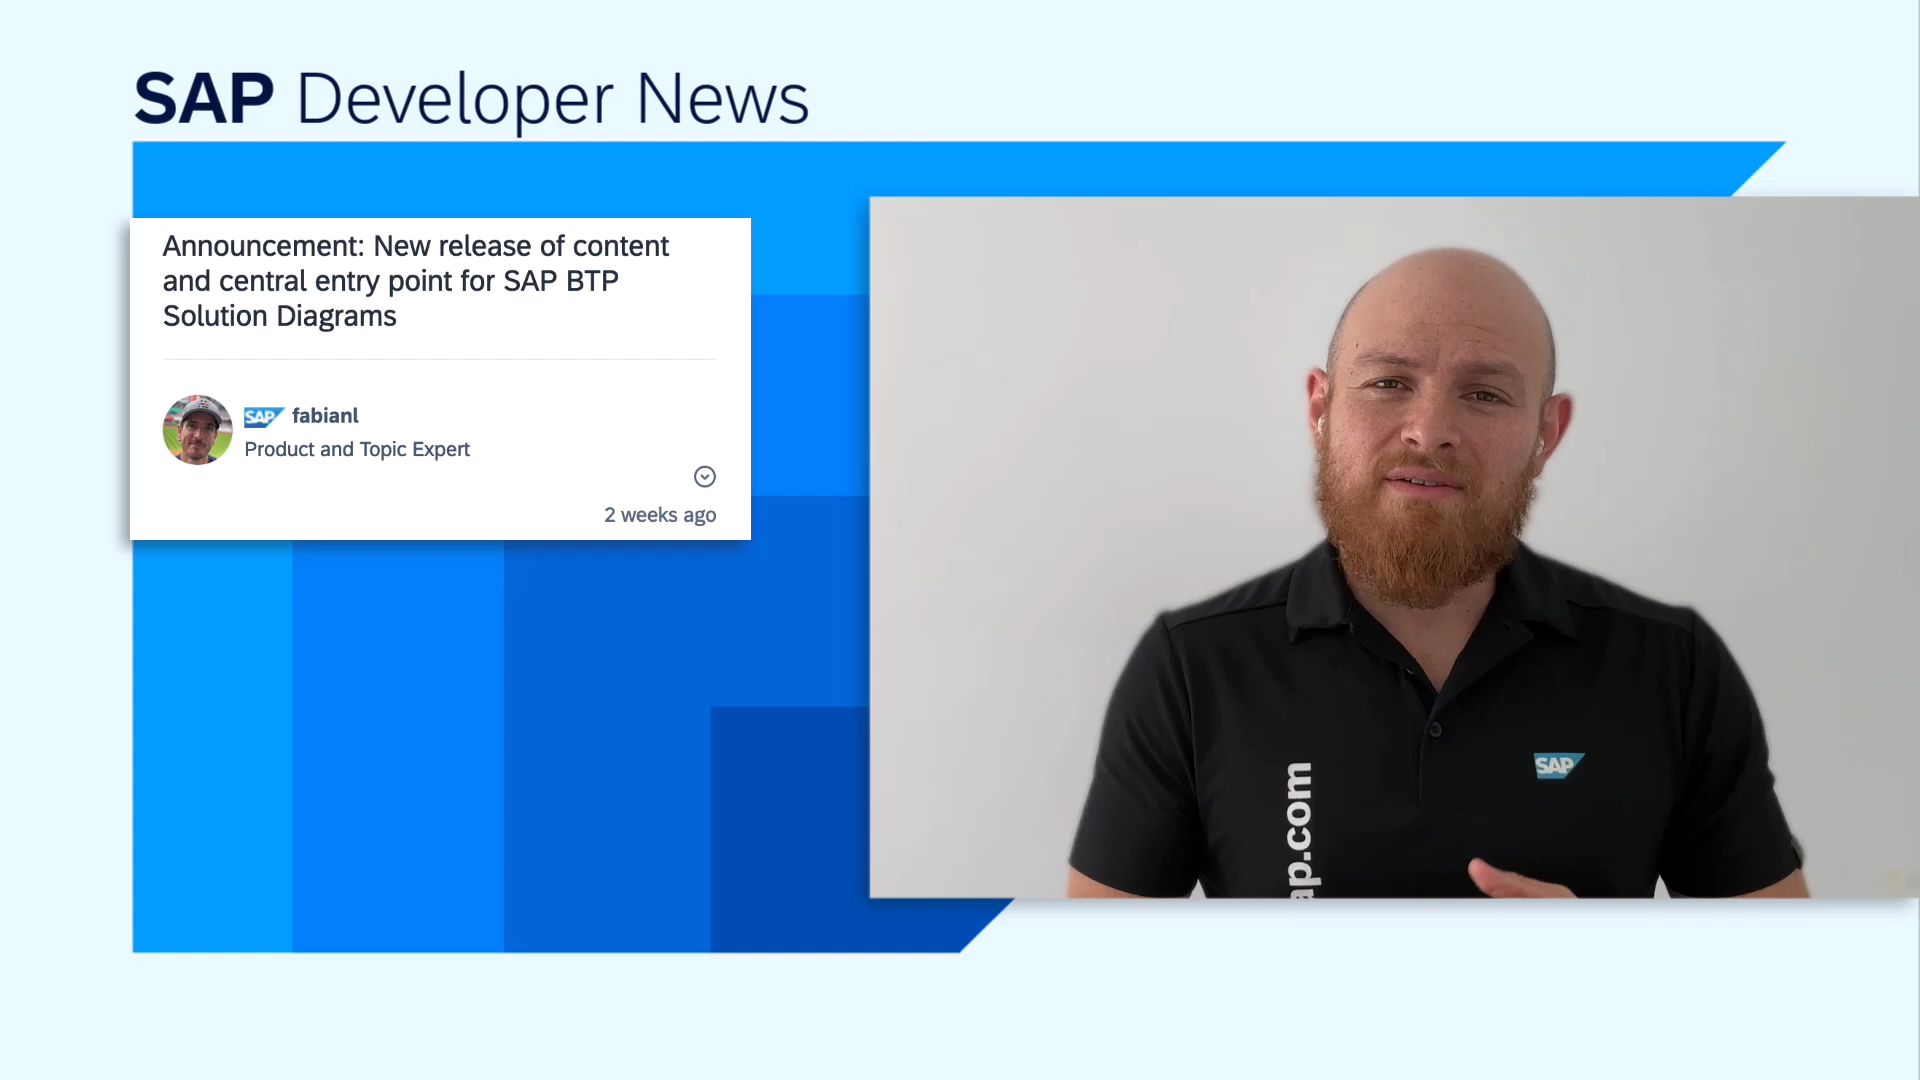 SAP Developer News
Announcement: New release of content
and central entry point for SAP BTP
Solution Diagrams
SAP fabianl
Product and Topic Expert
2 weeks ago
SAP
ap.com